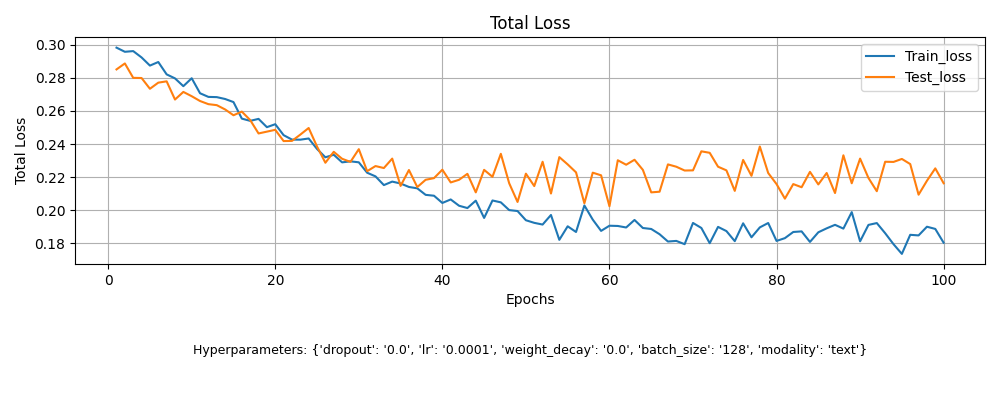 Total Loss
Total Loss
0.30
0.28
0.26
0.24
0.22
0.20
0.18
Train_loss
Test_loss
0 20 40 60 80 100
Epochs
Hyperparameters: {'dropout': '0.0', 'lr': '0.0001', 'weight_decay': '0.0', 'batch_size': '128', 'modality': 'text'}